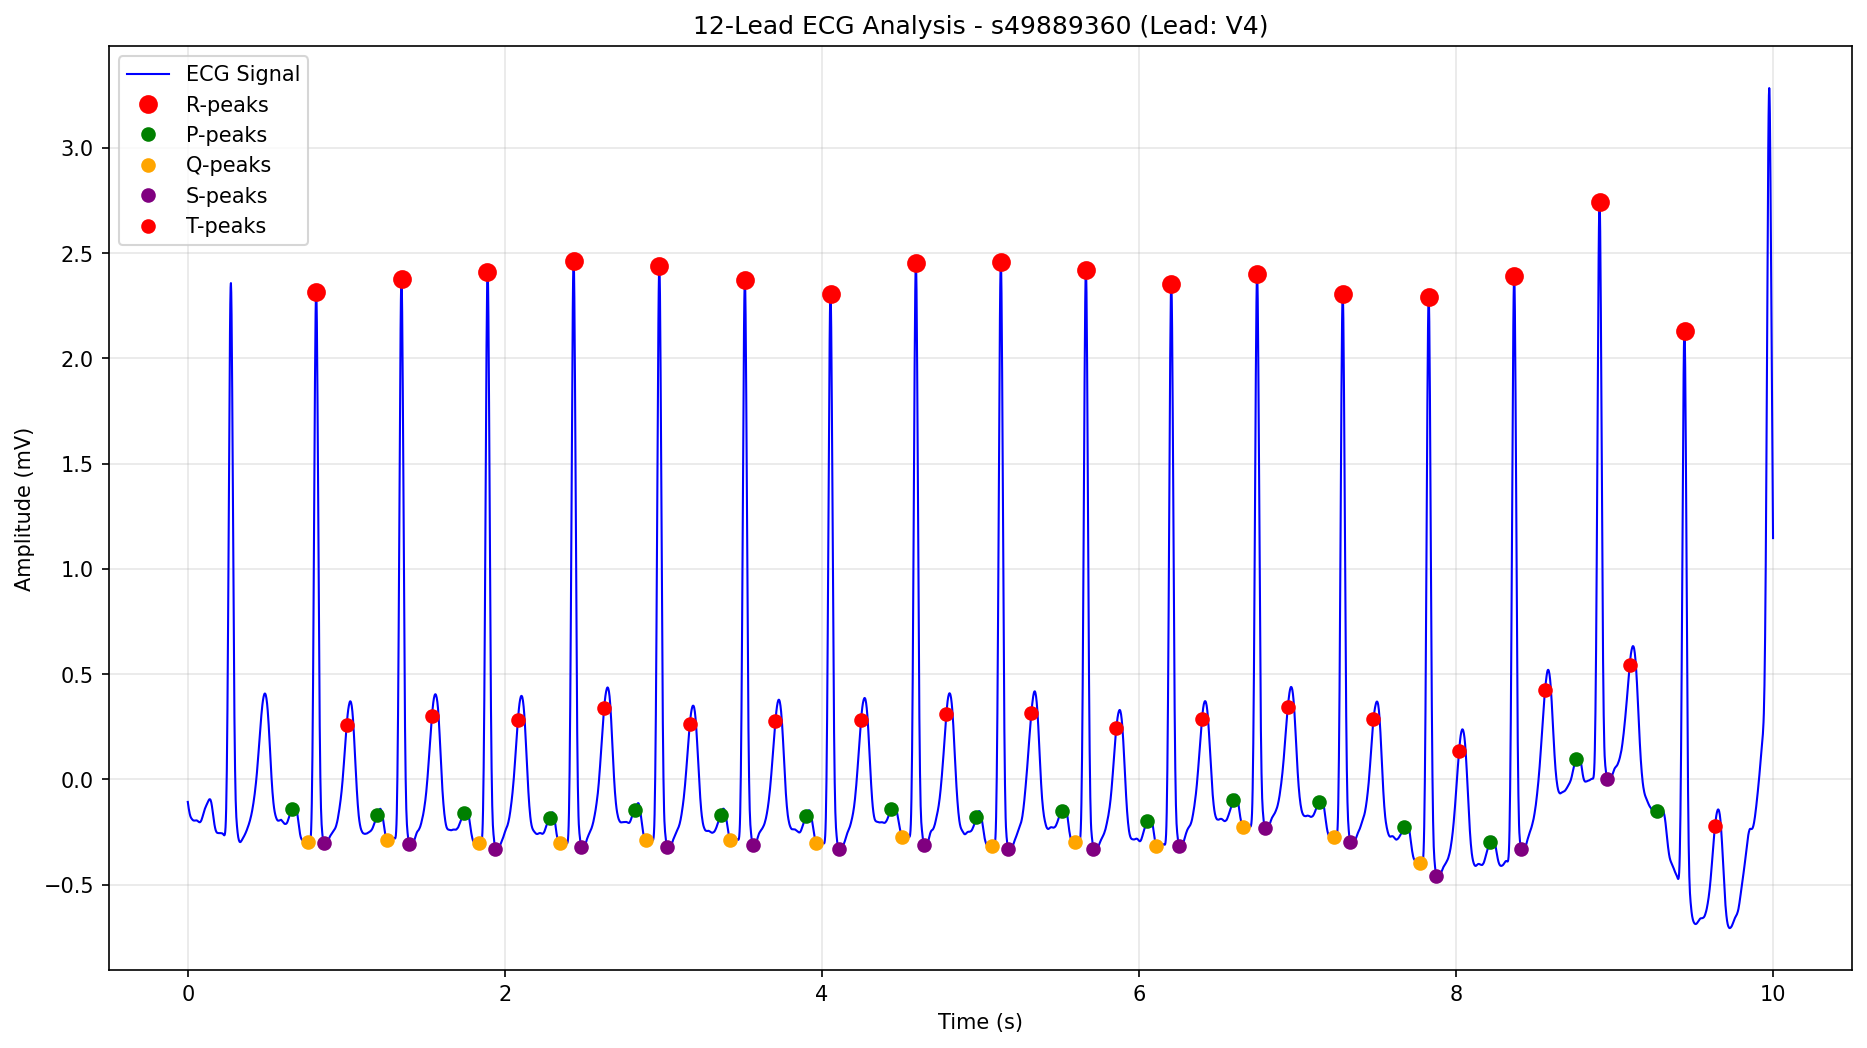 12-Lead ECG Analysis - s49889360 (Lead: V4)
ECG Signal
R-peaks
P-peaks
Q-peaks
S-peaks
T-peaks
3.0
2.5
2.0
1.5
1.0
0.5
0.0
−0.5
Amplitude (mV)
0 2 4 6 8 10
Time (s)